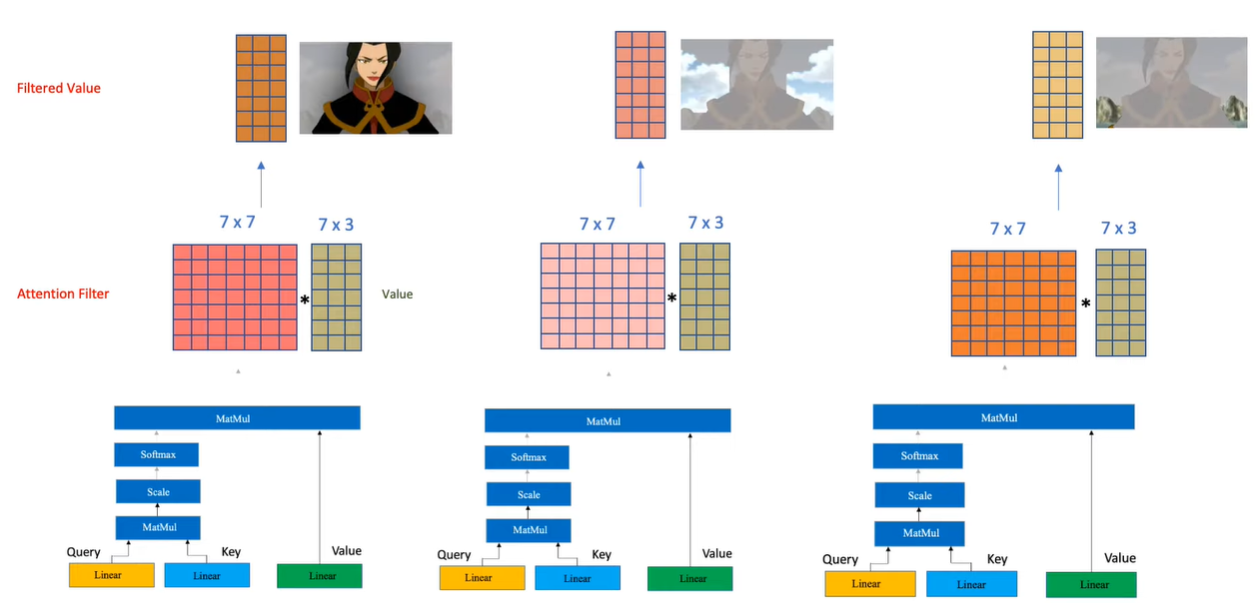 Filtered Value
7 x 7
7 x 3
7 x 7
7 x 3
7 x 7
7 x 3
Attention Filter
*
Value
*
*
MatMul
Softmax
Scale
MatMul
Query
Key
Value
Linear
Linear
Linear
MatMul
Softmax
Scale
MatMul
Query
Key
Value
Linear
Linear
Linear
MatMul
Softmax
Scale
MatMul
Query
Key
Value
Linear
Linear
Linear